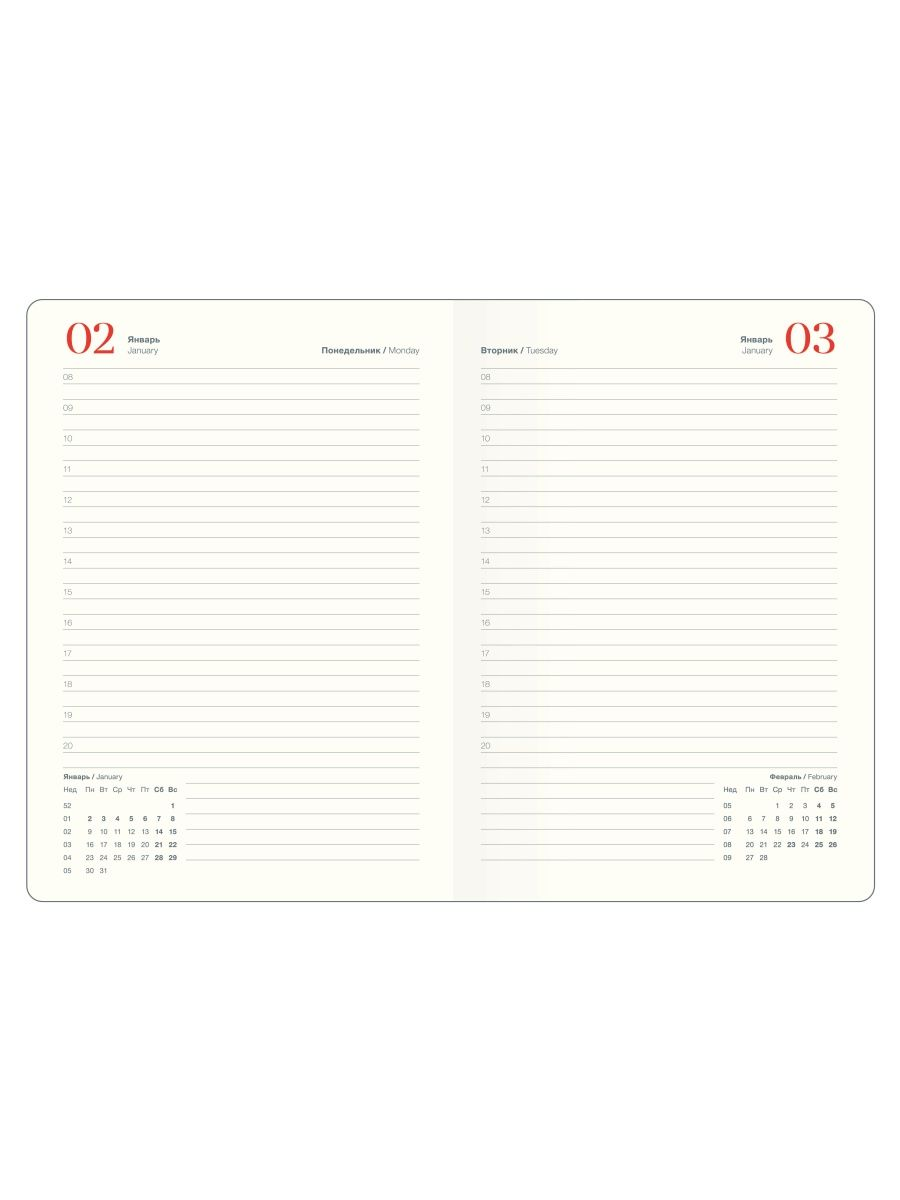 02 Январь
January
Понедельник / Monday
08
09
10
11
12
13
14
15
16
17
18
19
20
Январь / January
Нед Пн Вт Ср Чт Пт Сб Вс
52 1
01 2 3 4 5 6 7 8
02 9 10 11 12 13 14 15
03 16 17 18 19 20 21 22
04 23 24 25 26 27 28 29
05 30 31
Вторник / Tuesday
Январь
January
03
08
09
10
11
12
13
14
15
16
17
18
19
20
Февраль / February
Нед Пн Вт Ср Чт Пт Сб Вс
05 1 2 3 4 5
06 6 7 8 9 10 11 12
07 13 14 15 16 17 18 19
08 20 21 22 23 24 25 26
09 27 28